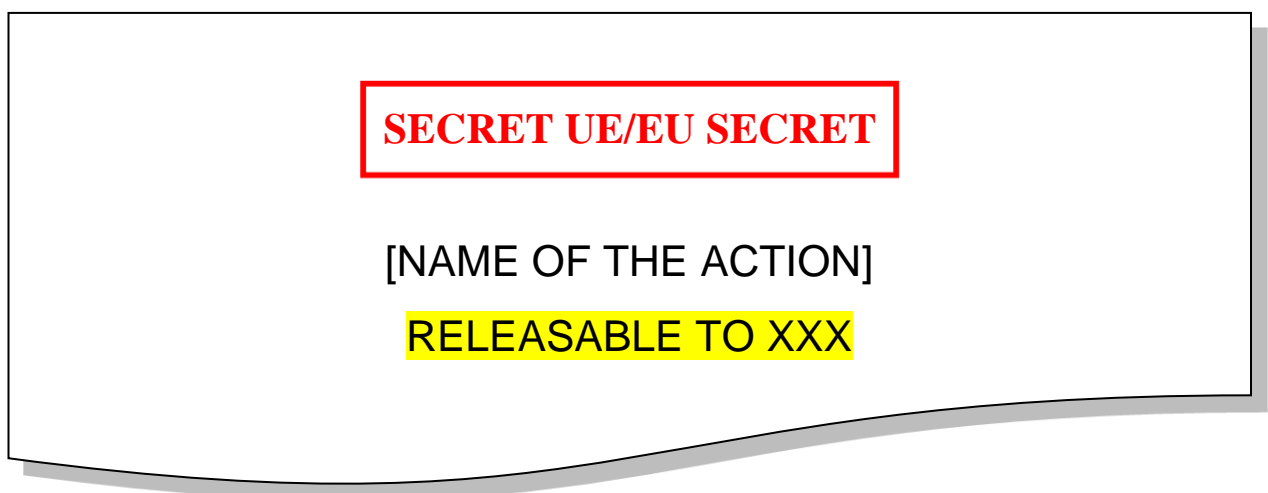 SECRET UE/EU SECRET
[NAME OF THE ACTION]
RELEASABLE TO XXX